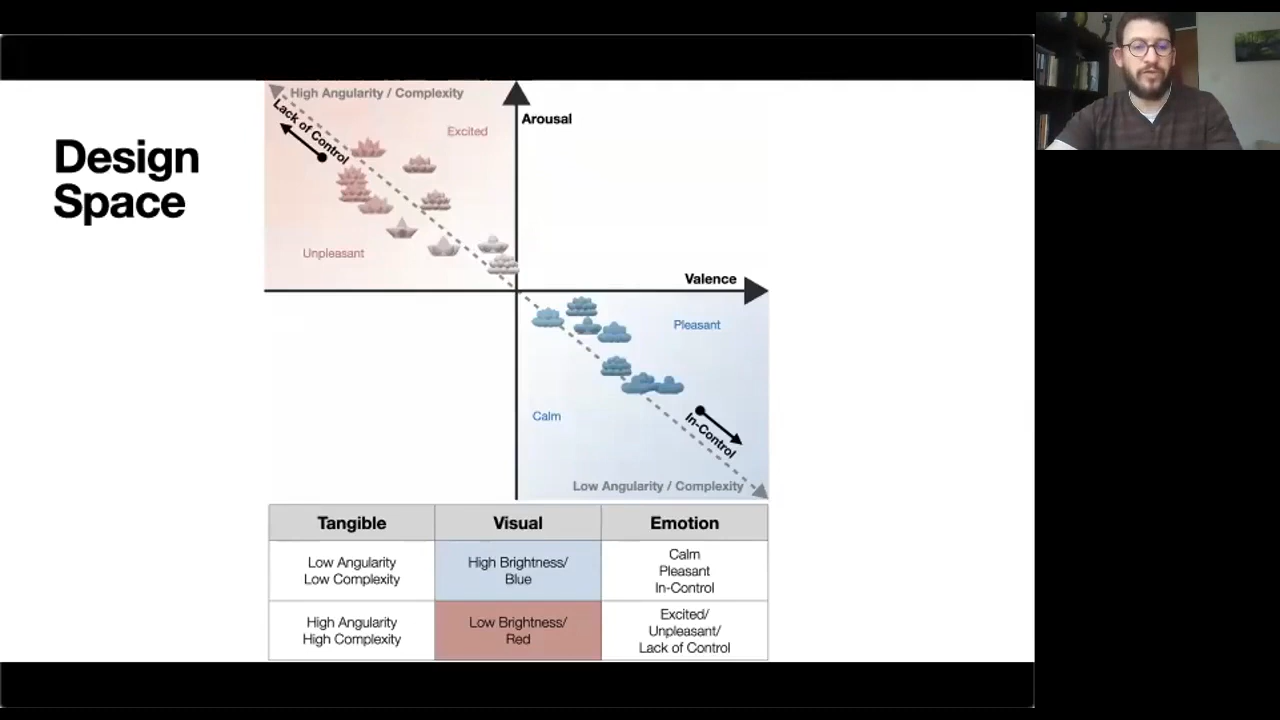 Design
Space
High Angularity / Complexity
Lack of Control
Excited
Arousal
Unpleasant
Valence
Pleasant
Calm
In-Control
Low Angularity / Complexity
Tangible
Visual
Emotion
Low Angularity
Low Complexity
High Brightness/
Blue
Calm
Pleasant
In-Control
High Angularity
High Complexity
Low Brightness/
Red
Excited/
Unpleasant/
Lack of Control